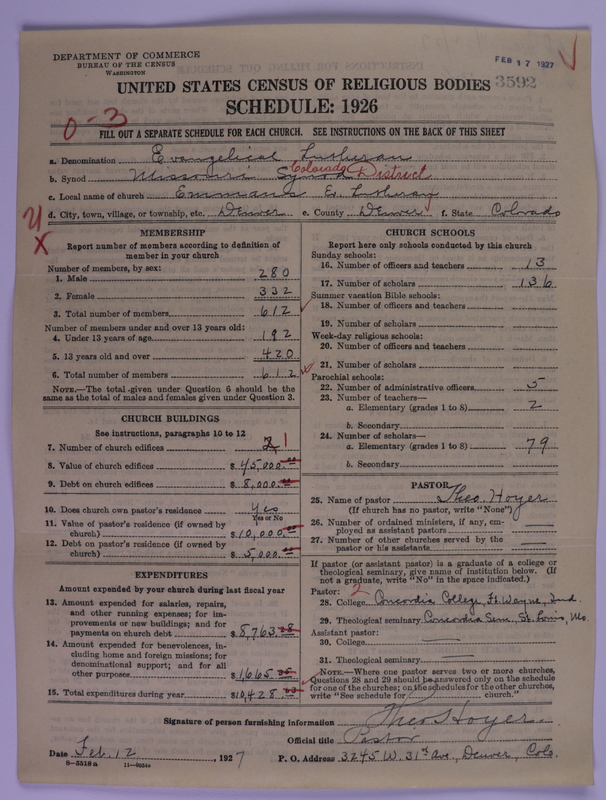 DEPARTMENT OF COMMERCE
BUREAU OF THE CENSUS
WASHINGTON
FEB 17 1927
UNITED STATES CENSUS OF RELIGIOUS BODIES 3592
SCHEDULE: 1926
0-3
FILL OUT A SEPARATE SCHEDULE FOR EACH CHURCH. SEE INSTRUCTIONS ON THE BACK OF THIS SHEET
a. Denomination Evangelical Lutheran
b. Synod Missouri Synod Colorado District
c. Local name of church Emmaus Ev. Lutheran
d. City, town, village, or township, etc. Denver e. County Denver f. State Colorado
MEMBERSHIP
Report number of members according to definition of
member in your church
Number of members, by sex:
1. Male 280
2. Female 332
3. Total number of members 612
Number of members under and over 13 years old:
4. Under 13 years of age 192
5. 13 years old and over 420
6. Total number of members 612
NOTE.—The total given under Question 6 should be
same as the total of males and females given under Question 3.
CHURCH BUILDINGS
See instructions, paragraphs 10 to 12
7. Number of church edifices 2 1
8. Value of church edifices $45,000.00
9. Debt on church edifices $8,000.00
10. Does church own pastor's residence Yes
Yes or No
11. Value of pastor's residence (if owned by
church) $10,000.00
12. Debt on pastor's residence (if owned by
church) $5,000.00
EXPENDITURES
Amount expended by your church during last fiscal year
13. Amount expended for salaries, repairs,
and other running expenses; for im-
provements or new buildings; and for
payments on church debt $8,763.28
14. Amount expended for benevolences, in-
cluding home and foreign missions; for
denominational support; and for all
other purposes $1,665
15. Total expenditures during year $10,428
CHURCH SCHOOLS
Report here only schools conducted by this church
Sunday schools:
16. Number of officers and teachers 13
17. Number of scholars 136
Summer vacation Bible schools:
18. Number of officers and teachers
19. Number of scholars
Week-day religious schools:
20. Number of officers and teachers
21. Number of scholars
Parochial schools:
22. Number of administrative officers 5
23. Number of teachers—
a. Elementary (grades 1 to 8) 2
b. Secondary
24. Number of scholars—
a. Elementary (grades 1 to 8) 79
b. Secondary
PASTOR
25. Name of pastor Theo. Hoyer
(If church has no pastor, write "None")
26. Number of ordained ministers, if any, em-
ployed as assistant pastors
27. Number of other churches served by the
pastor or his assistants
If pastor (or assistant pastor) is a graduate of a college or
theological seminary, give name of institution below. (If
not a graduate, write "No" in the space indicated.)
Pastor: 2
28. College Concordia College, Ft. Wayne, Ind.
29. Theological seminary Concordia Sem., St. Louis, Mo.
Assistant pastor:
30. College
31. Theological seminary
NOTE.—Where one pastor serves two or more churches,
Questions 28 and 29 should be answered only on the schedule
for one of the churches; on the schedules for the other churches,
write "See schedule for church."
Signature of person furnishing information Theo. Hoyer.
Official title Pastor
Date Feb. 12, 1927 P. O. Address 3245 W. 31st Ave., Denver, Colo.
8-5518 a